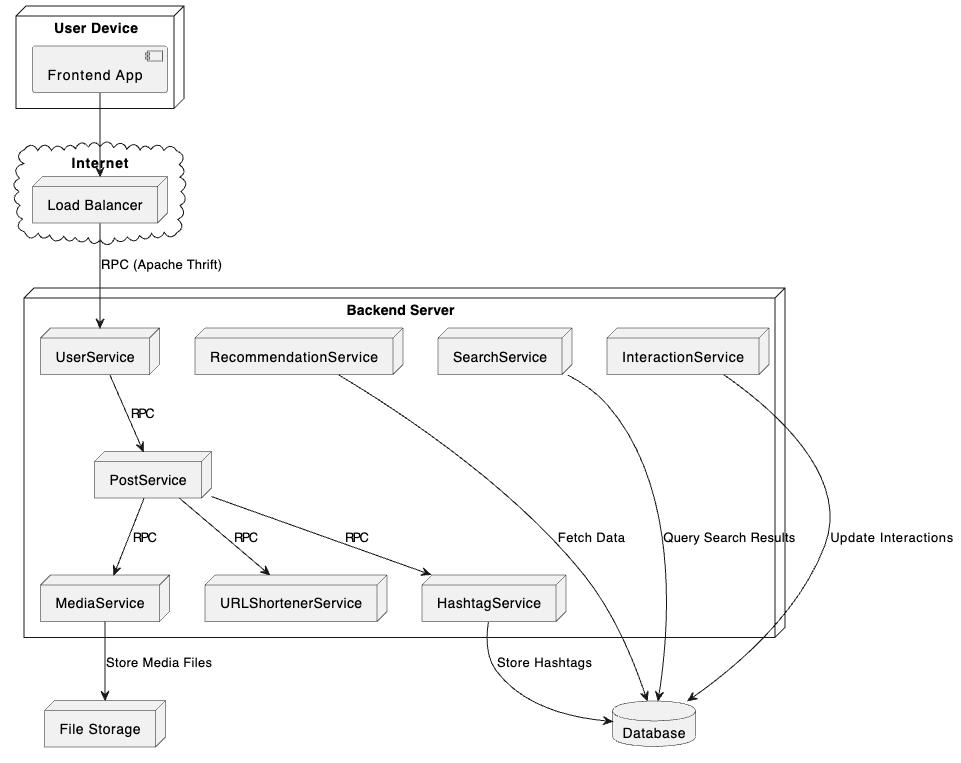 User Device
Frontend App
Internet
Load Balancer
RPC (Apache Thrift)
Backend Server
UserService
RecommendationService
SearchService
InteractionService
RPC
PostService
RPC
RPC
RPC
Fetch Data
Query Search Results
Update Interactions
MediaService
URLShortenerService
HashtagService
Store Media Files
Store Hashtags
File Storage
Database